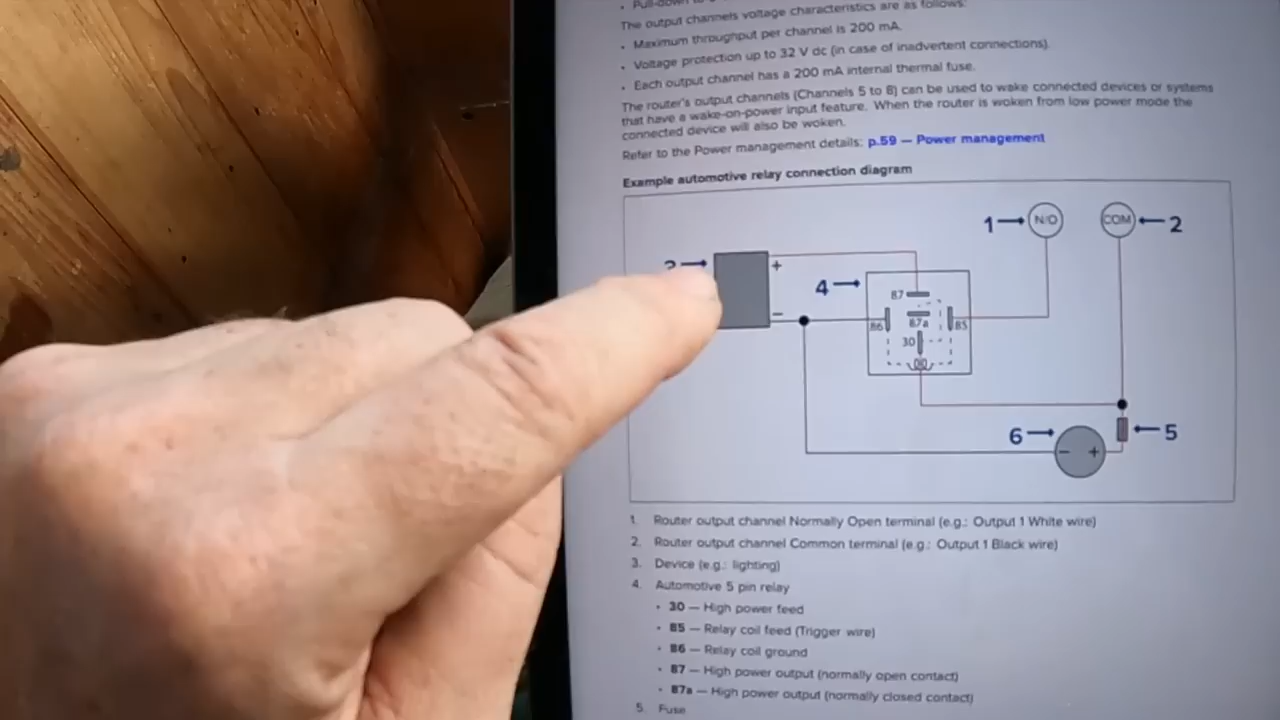 • Pull-down to
The output channels voltage characteristics are as follows:
• Maximum throughput per channel is 200 mA.
• Voltage protection up to 32 V dc (in case of inadvertent connections).
• Each output channel has a 200 mA internal thermal fuse.
The router's output channels (Channels 5 to 8) can be used to wake connected devices or systems
that have a wake-on-power input feature. When the router is woken from low power mode the
connected device will also be woken.
Refer to the Power management details: p.59 — Power management
Example automotive relay connection diagram
1 N/O COM 2
3 + 4 87
− 86 87a 85
30
6 − + 5
1. Router output channel Normally Open terminal (e.g.: Output 1 White wire)
2. Router output channel Common terminal (e.g.: Output 1 Black wire)
3. Device (e.g.: lighting)
4. Automotive 5 pin relay
• 30 — High power feed
• 85 — Relay coil feed (Trigger wire)
• 86 — Relay coil ground
• 87 — High power output (normally open contact)
• 87a — High power output (normally closed contact)
5. Fuse